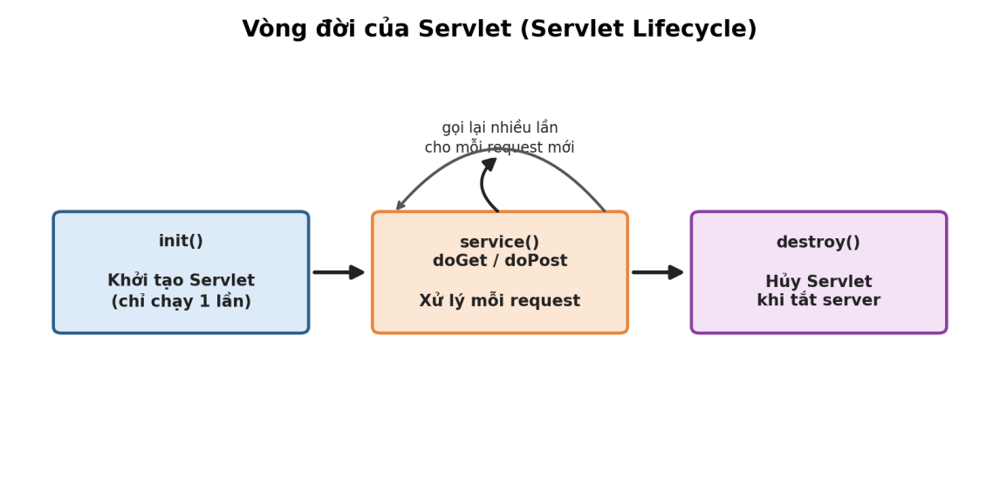 Vòng đời của Servlet (Servlet Lifecycle)
gọi lại nhiều lần
cho mỗi request mới
init()
Khởi tạo Servlet
(chỉ chạy 1 lần)
service()
doGet / doPost
Xử lý mỗi request
destroy()
Hủy Servlet
khi tắt server